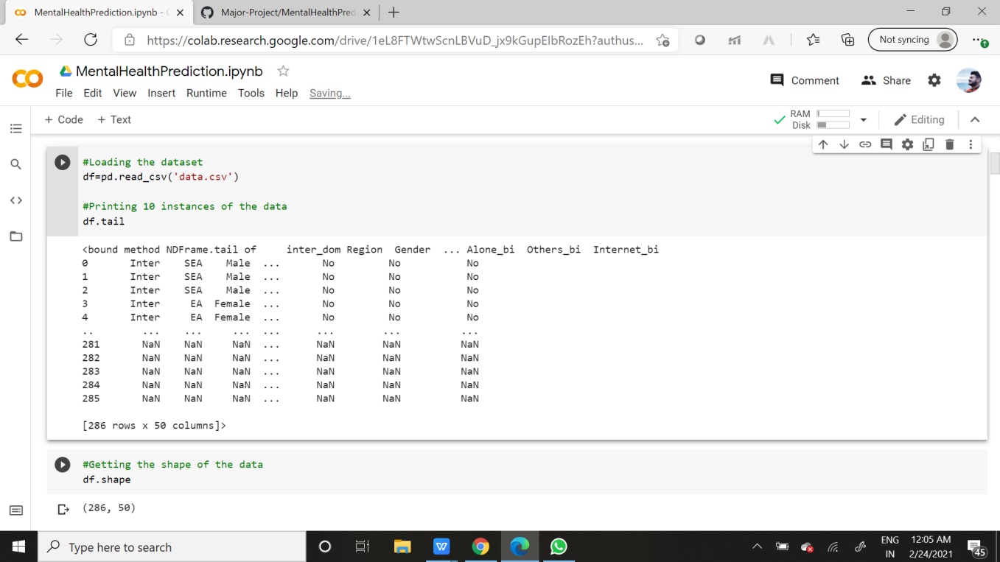 MentalHealthPrediction.ipynb - C
Major-Project/MentalHealthPred
https://colab.research.google.com/drive/1eL8FTWtwScnLBVuD_jx9kGupElbRozEh?authus...
Not syncing
MentalHealthPrediction.ipynb
Comment
Share
File Edit View Insert Runtime Tools Help Saving...
+ Code + Text
RAM
Disk
Editing
#Loading the dataset
df=pd.read_csv('data.csv')
#Printing 10 instances of the data
df.tail
<bound method NDFrame.tail of     inter_dom Region  Gender  ... Alone_bi  Others_bi  Internet_bi
0       Inter    SEA    Male  ...       No         No           No
1       Inter    SEA    Male  ...       No         No           No
2       Inter    SEA    Male  ...       No         No           No
3       Inter     EA  Female  ...       No         No           No
4       Inter     EA  Female  ...       No         No           No
..        ...    ...     ...  ...      ...        ...          ...
281       NaN    NaN     NaN  ...      NaN        NaN          NaN
282       NaN    NaN     NaN  ...      NaN        NaN          NaN
283       NaN    NaN     NaN  ...      NaN        NaN          NaN
284       NaN    NaN     NaN  ...      NaN        NaN          NaN
285       NaN    NaN     NaN  ...      NaN        NaN          NaN
[286 rows x 50 columns]>
#Getting the shape of the data
df.shape
(286, 50)
Type here to search
W
ENG
IN
12:05 AM
2/24/2021
45